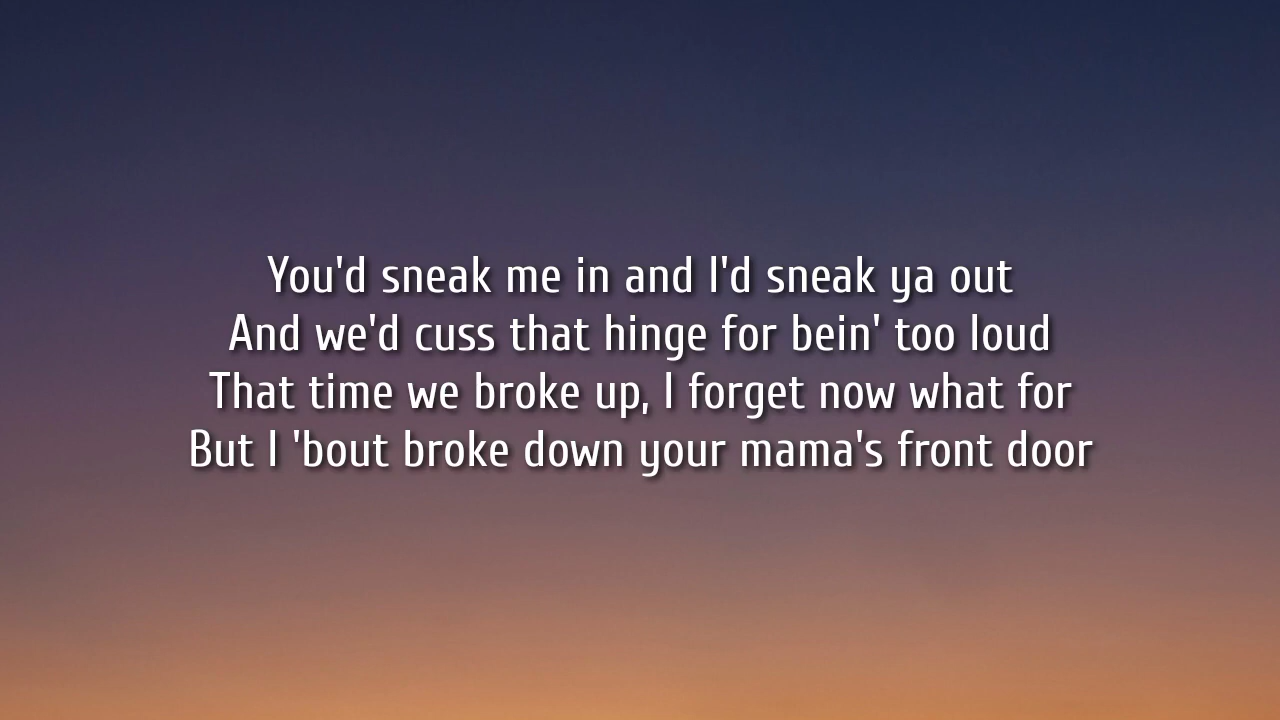 You'd sneak me in and I'd sneak ya out
And we'd cuss that hinge for bein' too loud
That time we broke up, I forget now what for
But I 'bout broke down your mama's front door